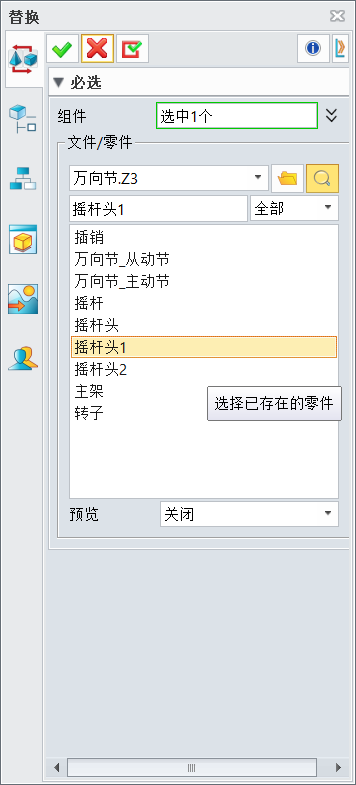 替换
必选
组件
选中1个
文件/零件
万向节.Z3
摇杆头1
全部
插销
万向节_从动节
万向节_主动节
摇杆
摇杆头
摇杆头1
摇杆头2
主架
转子
选择已存在的零件
预览
关闭